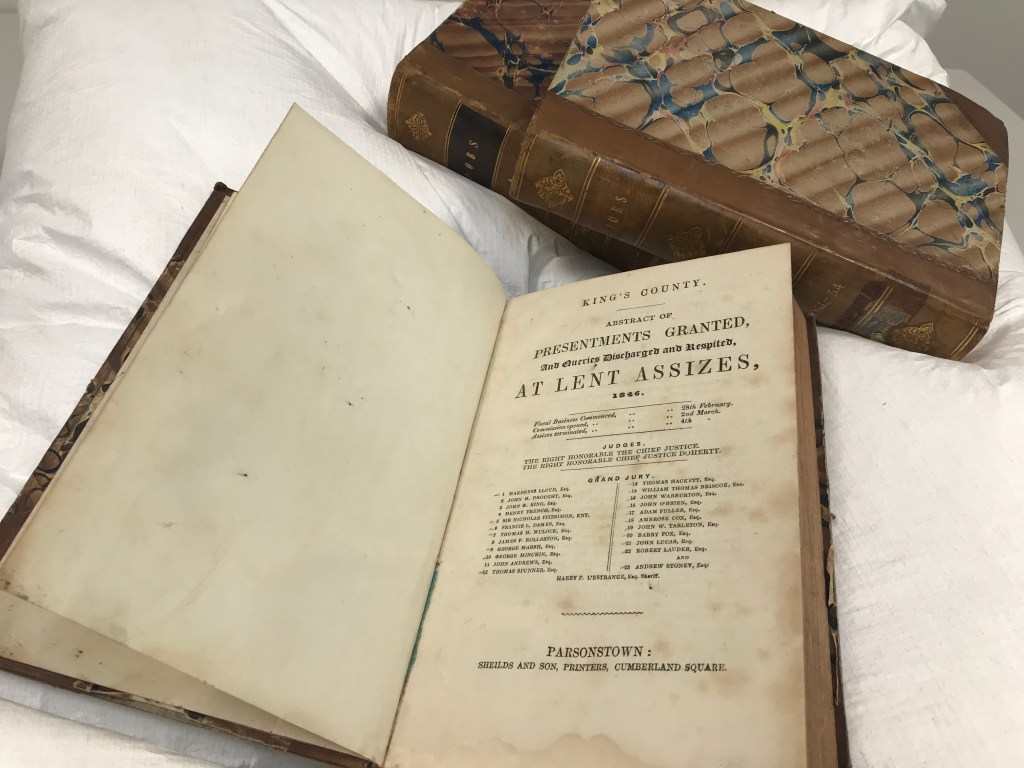 KING'S COUNTY.
ABSTRACT OF
PRESENTMENTS GRANTED,
And Queries Discharged and Respited,
AT LENT ASSIZES,
1846.
Fiscal Business Commenced, .. .. 28th February.
Commission opened, .. .. .. 2nd March.
Assizes terminated, .. .. .. 4th "
JUDGES.
THE RIGHT HONORABLE THE CHIEF JUSTICE.
THE RIGHT HONORABLE CHIEF JUSTICE DOHERTY.
GRAND JURY.
1 HARDRESS LLOYD, Esq.
2 JOHN H. DROUGHT, Esq.
3 JOHN G. KING, Esq.
4 HENRY TRENCH, Esq.
5 SIR NICHOLAS FITZSIMON, KNT.
6 FRANCIS L. DAMES, Esq.
7 THOMAS H. MULOCK, Esq.
8 JAMES F. ROLLESTON, Esq.
9 GEORGE MARSH, Esq.
10 GEORGE MINCHIN, Esq.
11 JOHN ANDREWS, Esq.
12 THOMAS SPUNNER, Esq.
13 THOMAS HACKETT, Esq.
14 WILLIAM THOMAS BRISCOE, Esq.
15 JOHN WARBURTON, Esq.
16 JOHN O'BRIEN, Esq.
17 ADAM FULLER, Esq.
18 AMBROSE COX, Esq.
19 JOHN W. TARLETON, Esq.
20 BARRY FOX, Esq.
21 JOHN LUCAS, Esq.
22 ROBERT LAUDER, Esq.
AND
23 ANDREW STONEY, Esq.
HARRY P. L'ESTRANGE, Esq. Sheriff.
PARSONSTOWN:
SHEILDS AND SON, PRINTERS, CUMBERLAND SQUARE.